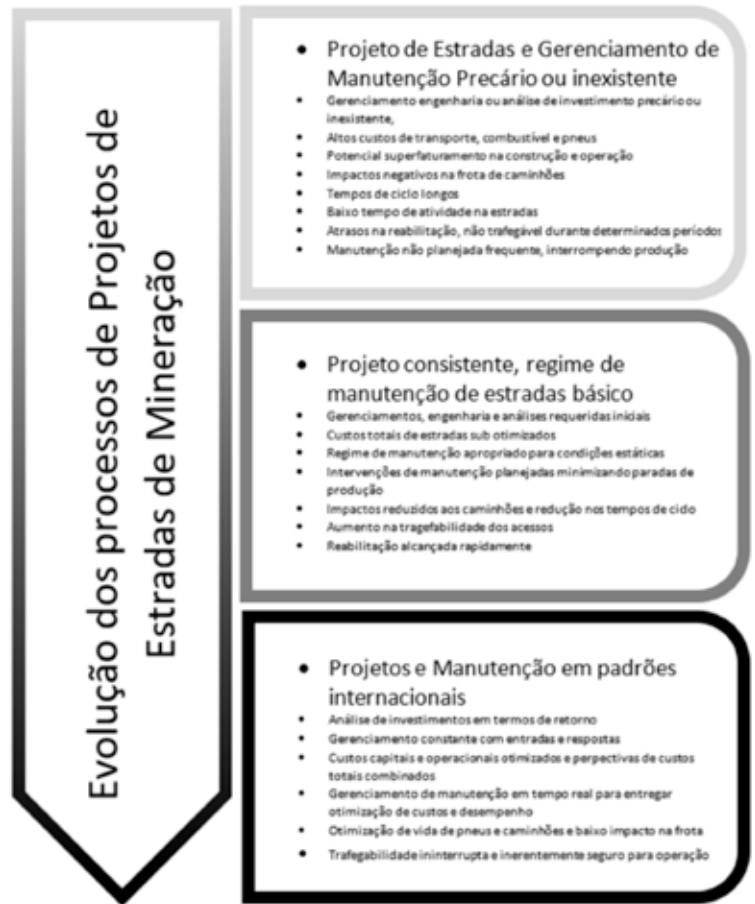 Evolução dos processos de Projetos de
Estradas de Mineração
• Projeto de Estradas e Gerenciamento de
Manutenção Precário ou inexistente
• Gerenciamento engenharia ou análise de investimento precário ou
inexistente,
• Altos custos de transporte, combustível e pneus
• Potencial superfaturamento na construção e operação
• Impactos negativos na frota de caminhões
• Tempos de ciclo longos
• Baixo tempo de atividade na estradas
• Atrasos na reabilitação, não trafegável durante determinados períodos
• Manutenção não planejada frequente, interrompendo produção
• Projeto consistente, regime de
manutenção de estradas básico
• Gerenciamentos, engenharia e análises requeridas iniciais
• Custos totais de estradas sub otimizados
• Regime de manutenção apropriado para condições estáticas
• Intervenções de manutenção planejadas minimizando paradas de
produção
• Impactos reduzidos aos caminhões e redução nos tempos de ciclo
• Aumento na tragefabilidade dos acessos
• Reabilitação alcançada rapidamente
• Projetos e Manutenção em padrões
internacionais
• Análise de investimentos em termos de retorno
• Gerenciamento constante com entradas e respostas
• Custos capitais e operacionais otimizados e perpectivas de custos
totais combinados
• Gerenciamento de manutenção em tempo real para entregar
otimização de custos e desempenho
• Otimização de vida de pneus e caminhões e baixo impacto na frota
• Trafegabilidade ininterrupta e inerentemente seguro para operação